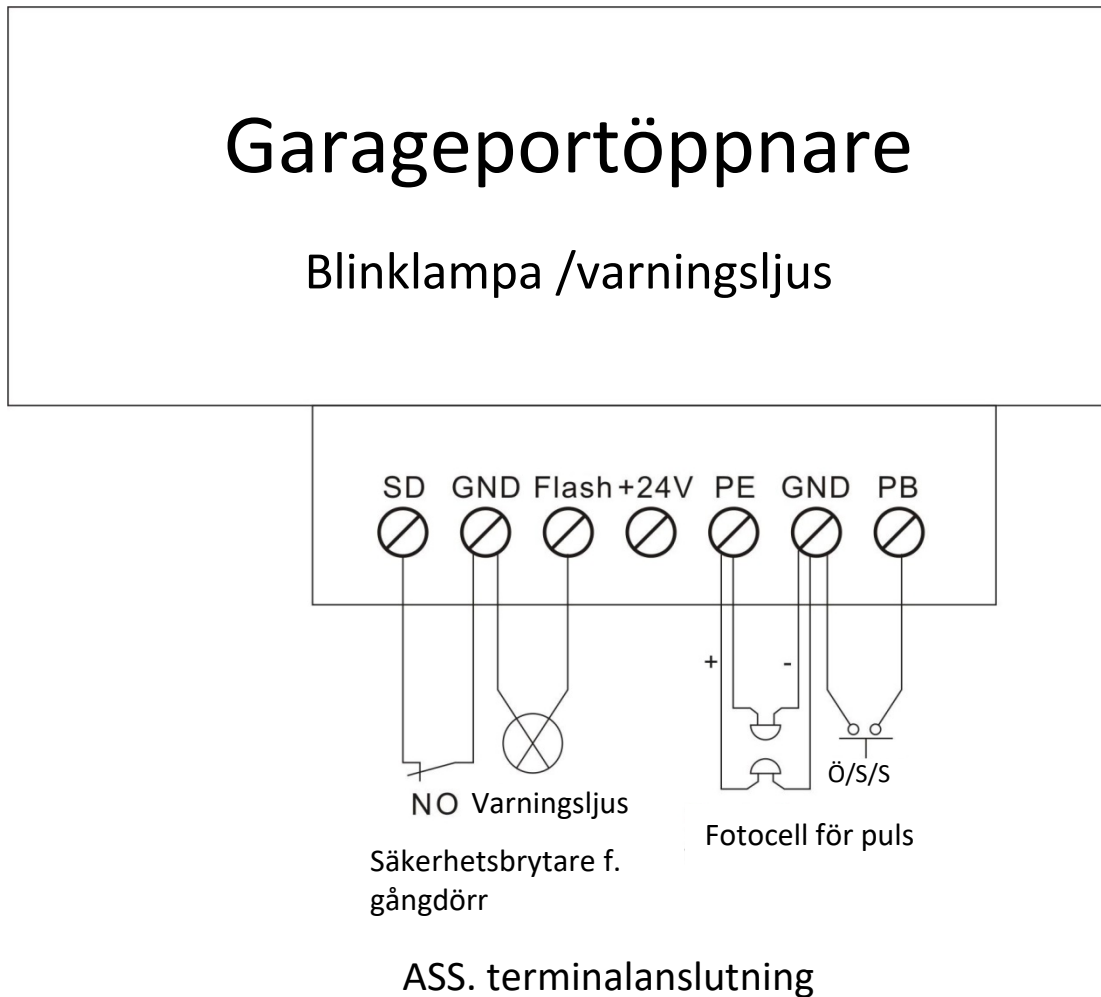 Garageportöppnare
Blinklampa /varningsljus
SD GND Flash +24V PE GND PB
+ -
Ö/S/S
NO Varningsljus
Fotocell för puls
Säkerhetsbrytare f.
gångdörr
ASS. terminalanslutning